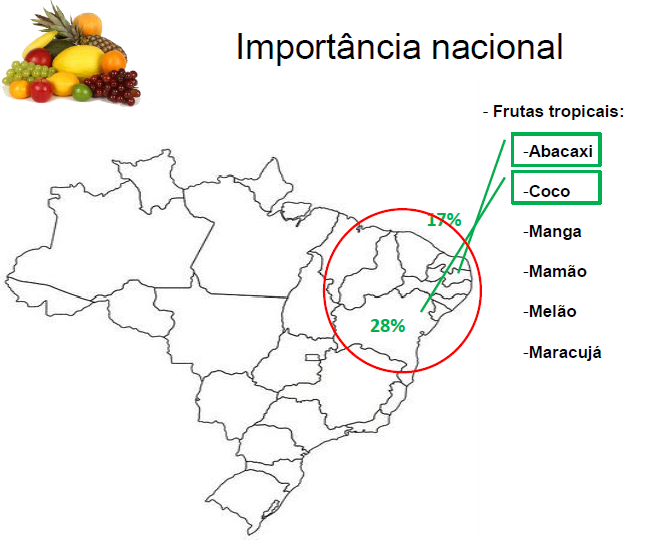 Importância nacional
- Frutas tropicais:
-Abacaxi
-Coco
17%
-Manga
-Mamão
-Melão
28%
-Maracujá